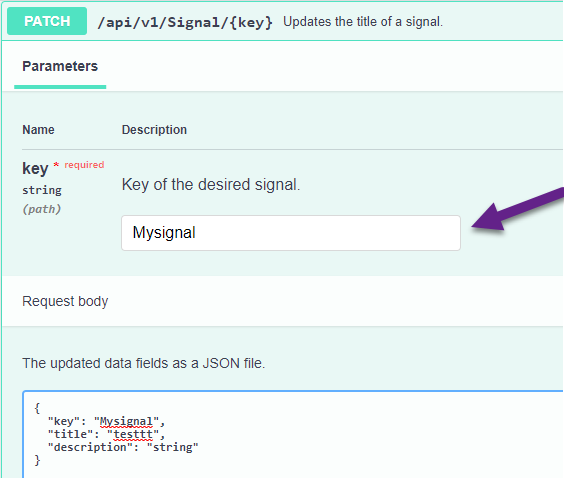 PATCH /api/v1/Signal/{key} Updates the title of a signal.
Parameters
Name Description
key * required
string
(path)
Key of the desired signal.
Mysignal
Request body
The updated data fields as a JSON file.
{
"key": "Mysignal",
"title": "testtt",
"description": "string"
}